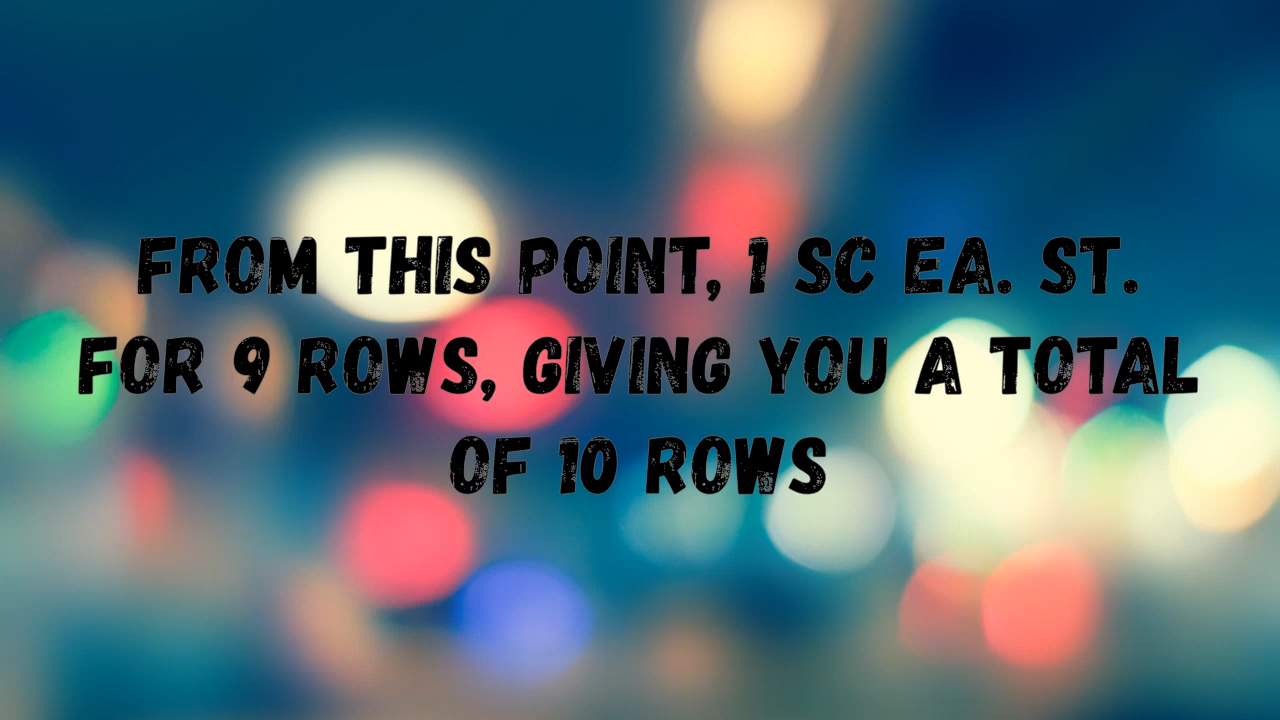 FROM THIS POINT, 1 SC EA. ST.
FOR 9 ROWS, GIVING YOU A TOTAL
OF 10 ROWS